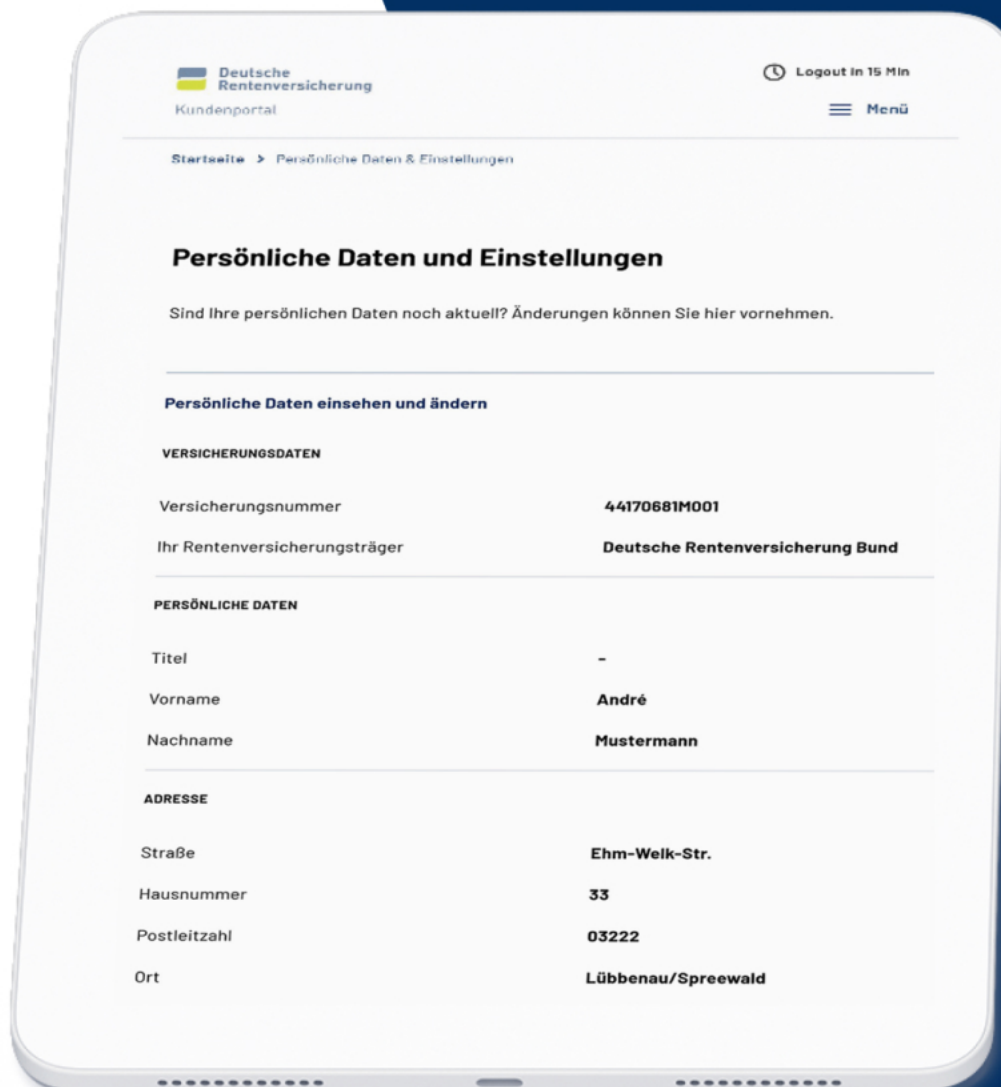 Deutsche
Rentenversicherung
Kundenportal
Logout in 15 Min
Menü
Startseite > Persönliche Daten & Einstellungen
Persönliche Daten und Einstellungen
Sind Ihre persönlichen Daten noch aktuell? Änderungen können Sie hier vornehmen.
Persönliche Daten einsehen und ändern
VERSICHERUNGSDATEN
Versicherungsnummer 44170681M001
Ihr Rentenversicherungsträger Deutsche Rentenversicherung Bund
PERSÖNLICHE DATEN
Titel -
Vorname André
Nachname Mustermann
ADRESSE
Straße Ehm-Welk-Str.
Hausnummer 33
Postleitzahl 03222
Ort Lübbenau/Spreewald